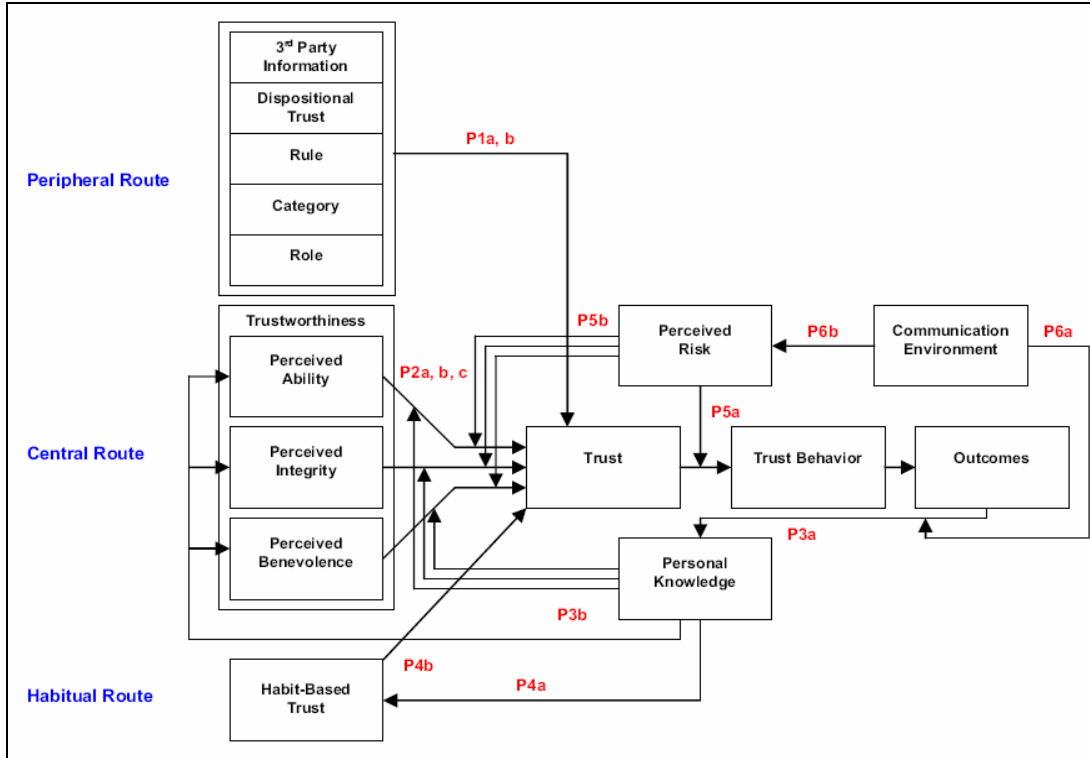 3rd Party
Information
Dispositional
Trust
Rule
Category
Role
Peripheral Route
P1a, b
Trustworthiness
Perceived
Ability
Perceived
Integrity
Perceived
Benevolence
Central Route
P2a, b, c
P5b
Perceived
Risk
P6b
Communication
Environment
P6a
P5a
Trust
Trust Behavior
Outcomes
P3a
Personal
Knowledge
P3b
P4b
P4a
Habit-Based
Trust
Habitual Route